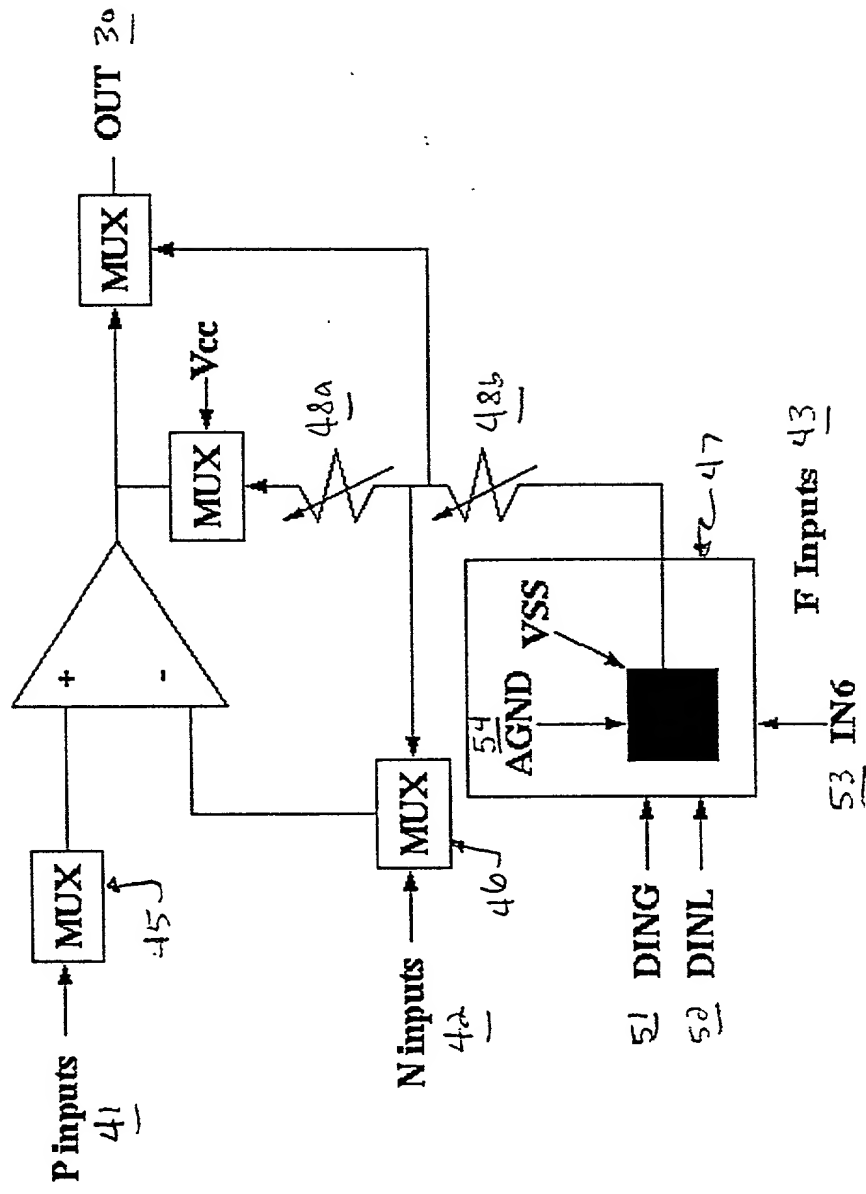 P inputs
41
MUX
45
+
-
MUX
Vcc
MUX
OUT 30
48a
48b
N inputs
42
MUX
46
54
AGND
VSS
47
51 DING
52 DINL
53 IN6
F Inputs 43